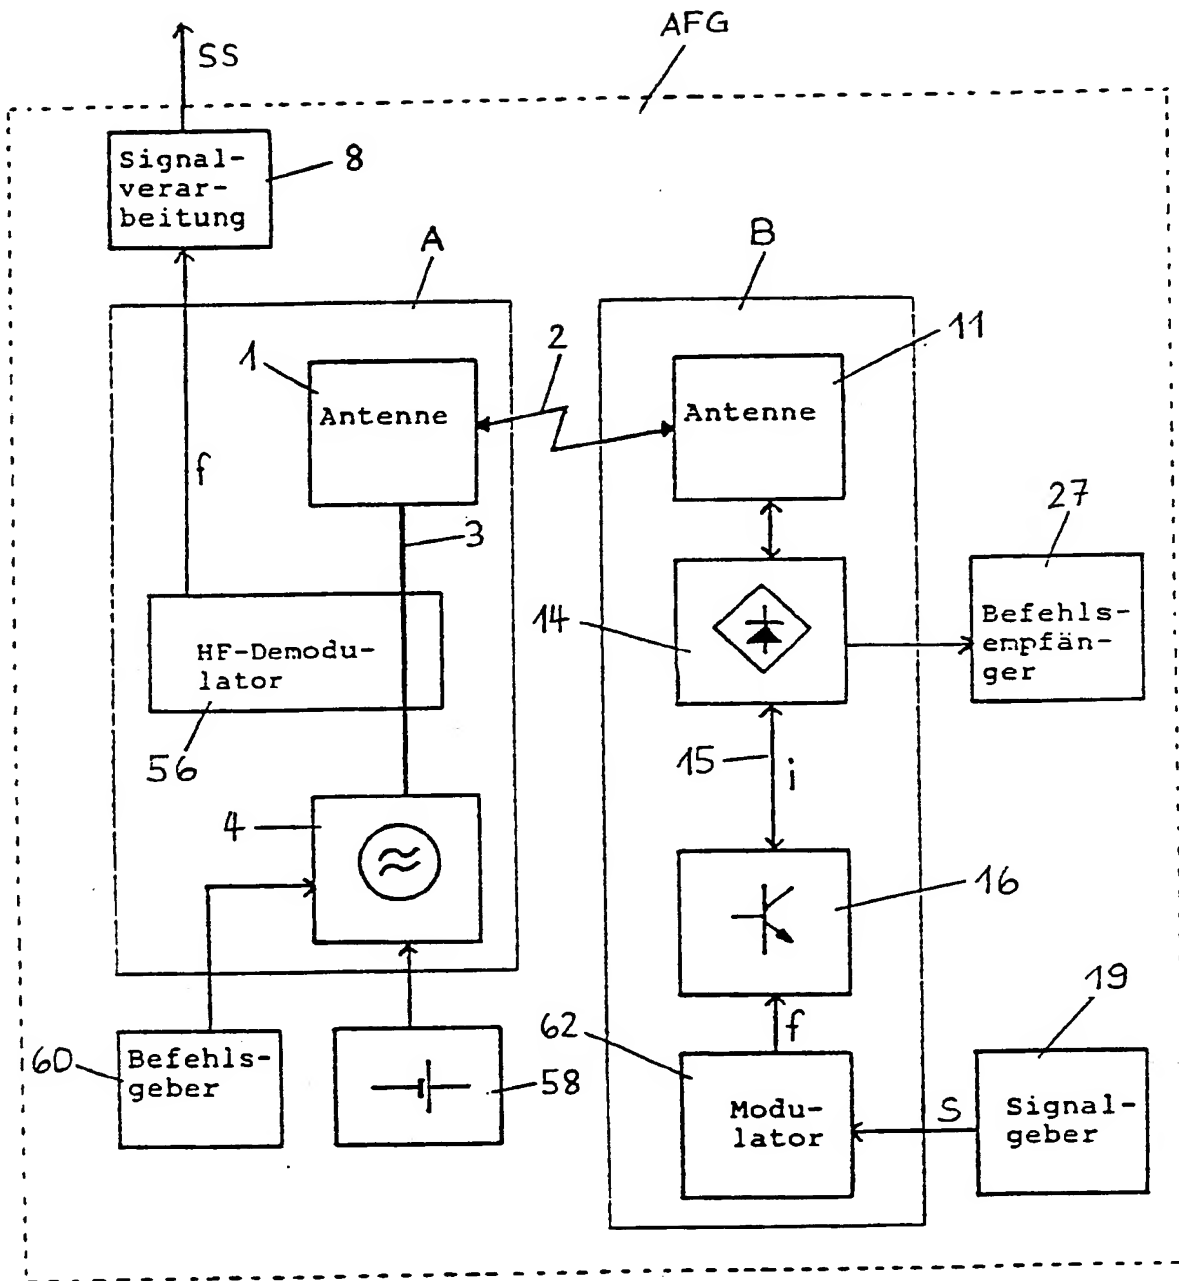 AFG
SS
Signal-
verar-
beitung
8
A
B
1
2
11
Antenne
Antenne
f
3
27
14
Befehls-
empfän-
ger
HF-Demodu-
lator
56
15
i
4
16
60
Befehls-
geber
58
62
f
19
Modu-
lator
S
Signal-
geber